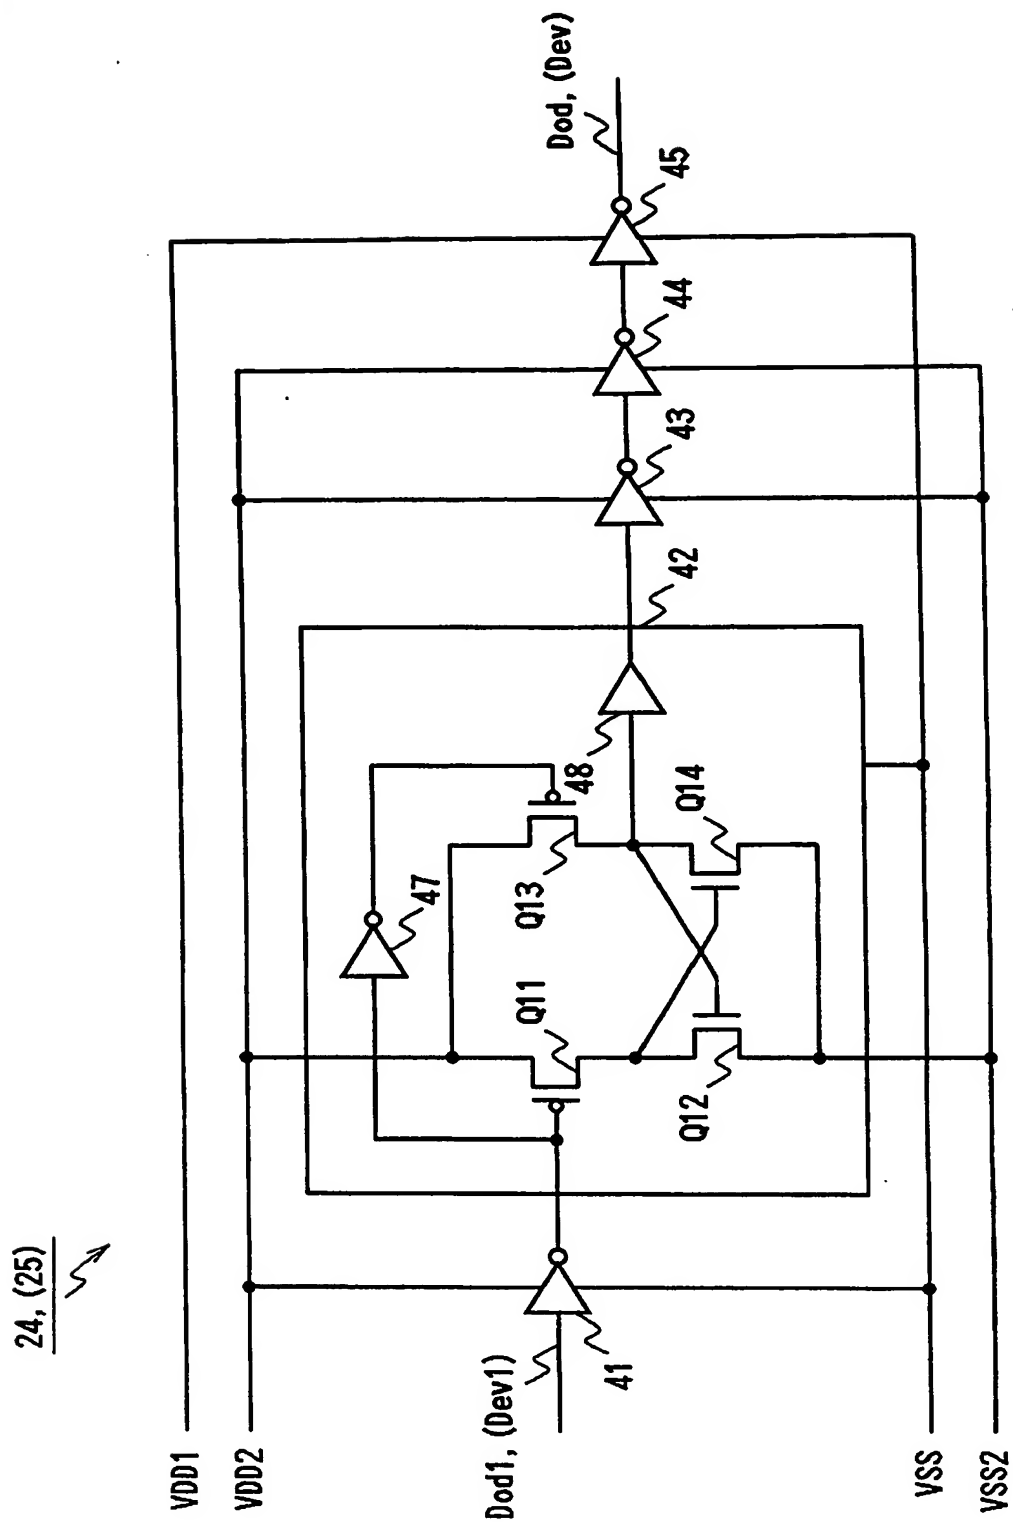 24, (25)
VDD1
VDD2
47
Q11
Q13
48
42
43
44
45
Dod, (Dev)
Dod1, (Dev1)
41
Q12
Q14
VSS
VSS2